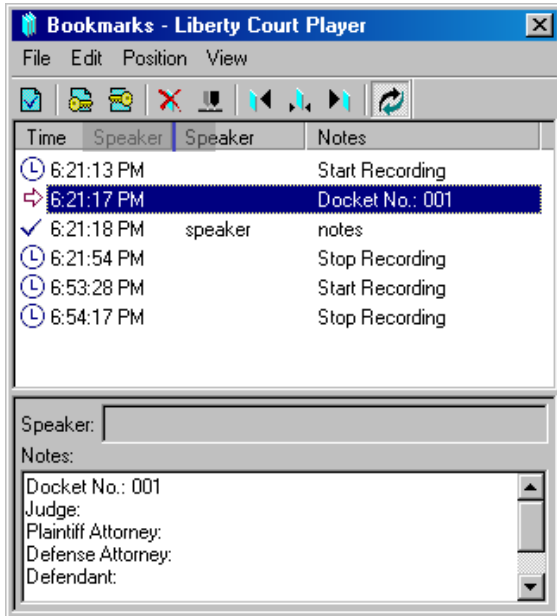 Bookmarks - Liberty Court Player
File Edit Position View
Time Speaker Speaker Notes
6:21:13 PM Start Recording
6:21:17 PM Docket No.: 001
6:21:18 PM speaker notes
6:21:54 PM Stop Recording
6:53:28 PM Start Recording
6:54:17 PM Stop Recording
Speaker:
Notes:
Docket No.: 001
Judge:
Plaintiff Attorney:
Defense Attorney:
Defendant: